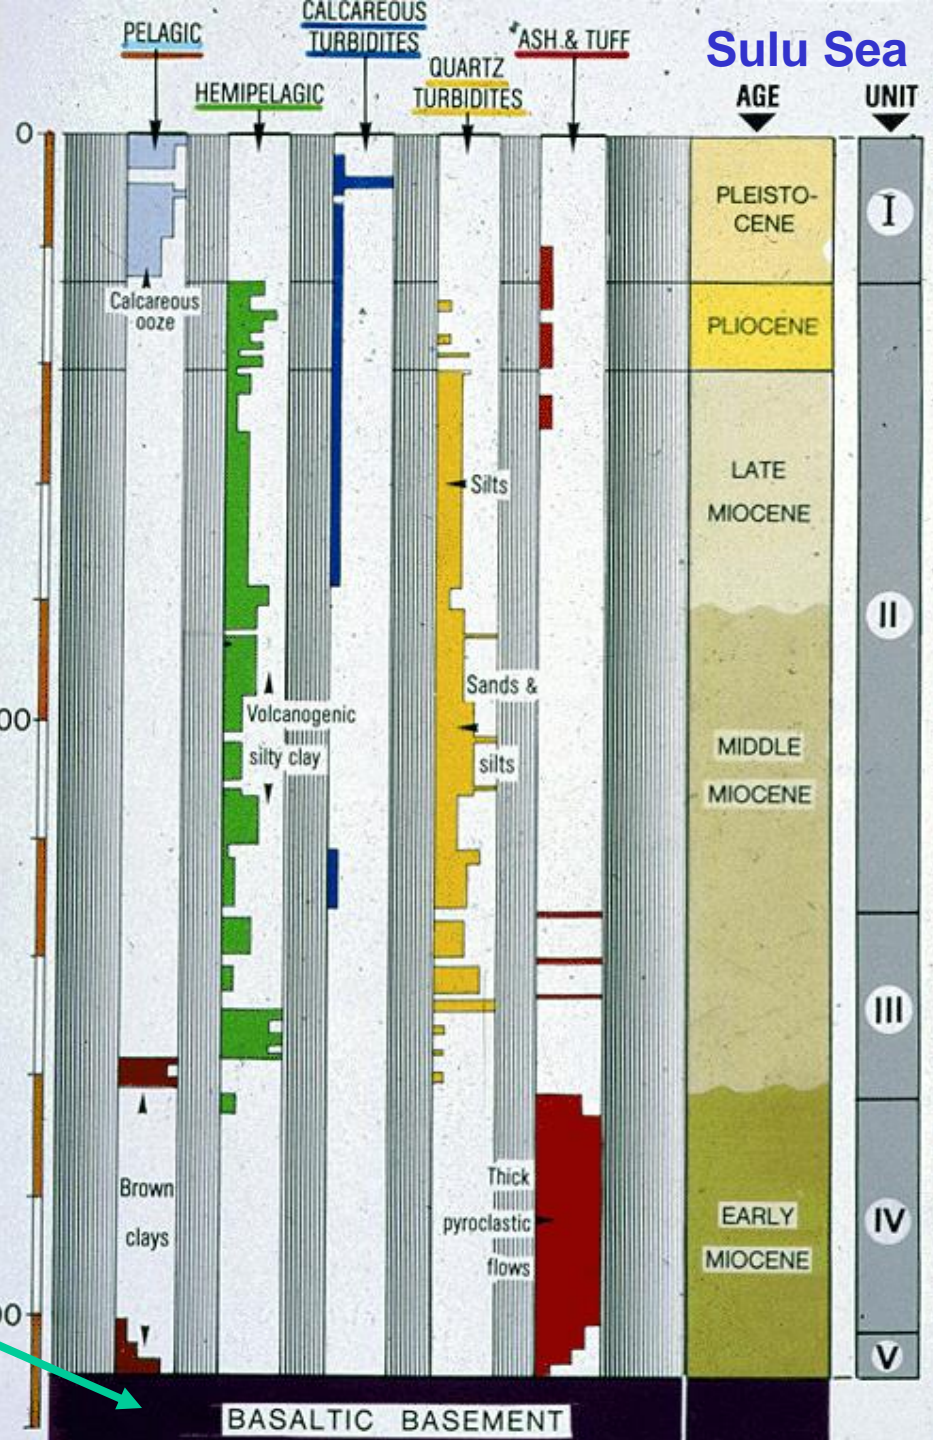 CALCAREOUS
TURBIDITES
PELAGIC
ASH & TUFF
Sulu Sea
QUARTZ
TURBIDITES
HEMIPELAGIC
AGE
UNIT
0
PLEISTO-
CENE
I
Calcareous
ooze
PLIOCENE
LATE
MIOCENE
Silts
II
Sands &
silts
Volcanogenic
silty clay
MIDDLE
MIOCENE
III
Brown
clays
Thick
pyroclastic
flows
EARLY
MIOCENE
IV
V
BASALTIC BASEMENT